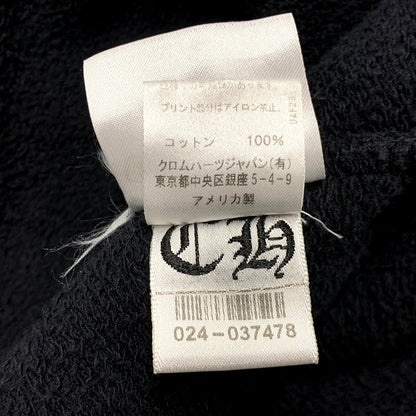 プリント部分はアイロン禁止.
コットン 100%
クロムハーツジャパン(有)
東京都中央区銀座5-4-9
アメリカ製
CH
024-037478